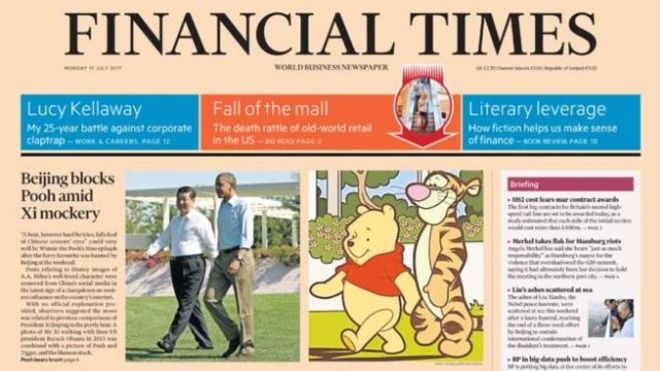 FINANCIAL TIMES
MONDAY 17 JULY 2017
WORLD BUSINESS NEWSPAPER
UK £2.70 Channel Islands £3.00; Republic of Ireland €3.00
Lucy Kellaway
My 25-year battle against corporate
claptrap — WORK & CAREERS, PAGE 12
Fall of the mall
The death rattle of old-world retail
in the US — BIG READ, PAGE 9
Literary leverage
How fiction helps us make sense
of finance — BOOK REVIEW, PAGE 10
Beijing blocks
Pooh amid
Xi mockery
"A bear, however hard he tries, falls foul
of Chinese censors' eyes" could very
well be Winnie the Pooh's Sino epitaph
after the furry favourite was banned by
Beijing at the weekend.
Posts relating to Disney images of
A.A. Milne's well-loved character were
removed from China's social media in
the latest sign of a clampdown on west-
ern influence on the country's internet.
With no official explanation pro-
vided, observers suggested the move
was related to previous comparisons of
President Xi Jinping to the portly bear. A
photo of Mr Xi walking with then US
president Barack Obama in 2013 was
combined with a picture of Pooh and
Tigger, and the likeness stuck.
Pooh bears brunt page 6
Briefing
HS2 cost fears mar contract awards
The first big contracts for Britain's second high-
speed rail line are set to be awarded today, as a
study estimated that each mile of the initial section
would cost more than — PAGE 2
Merkel takes flak for Hamburg riots
Angela Merkel has said she bears "just as much
responsibility" as Hamburg's mayor for the
violence that overshadowed the G20 summit,
saying it had ultimately been her decision to hold
the meeting in the northern port city. — PAGE
Liu's ashes scattered at sea
The ashes of Liu Xiaobo, the
Nobel peace laureate, were
scattered at sea this weekend
after a hasty funeral, marking
the end of a three-week effort
by Beijing to contain
international condemnation of
the dissident's treatment. — PAGE
BP in big-data push to boost efficiency
BP is putting big data at the centre of its efforts to